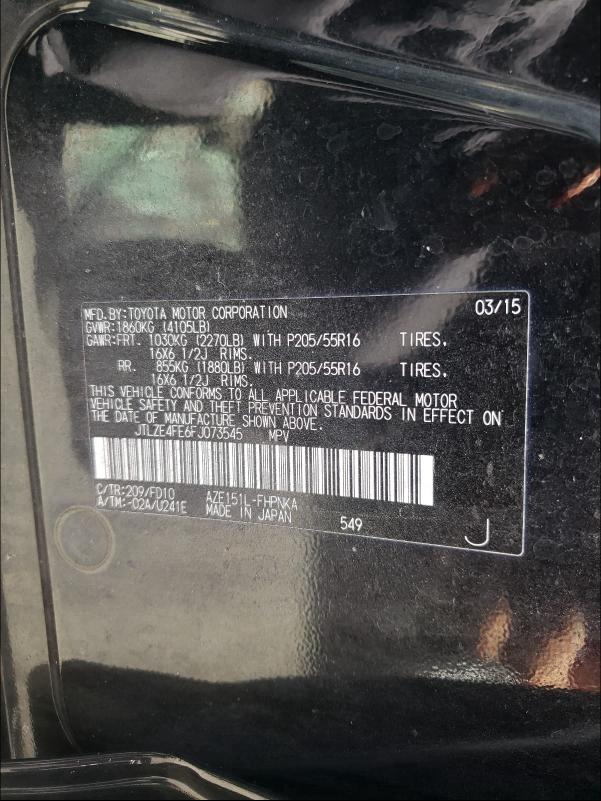 MFD.BY:TOYOTA MOTOR CORPORATION 03/15
GVWR:1860KG (4105LB)
GAWR:FRT. 1030KG (2270LB) WITH P205/55R16 TIRES.
16X6 1/2J RIMS.
RR. 855KG (1880LB) WITH P205/55R16 TIRES.
16X6 1/2J RIMS.
THIS VEHICLE CONFORMS TO ALL APPLICABLE FEDERAL MOTOR
VEHICLE SAFETY AND THEFT PREVENTION STANDARDS IN EFFECT ON
THE DATE OF MANUFACTURE SHOWN ABOVE.
JTLZE4FE6FJ073545 MPV
C/TR:209/FD10 AZE151L-FHPNKA
A/TM:-02A/U241E MADE IN JAPAN 549 J